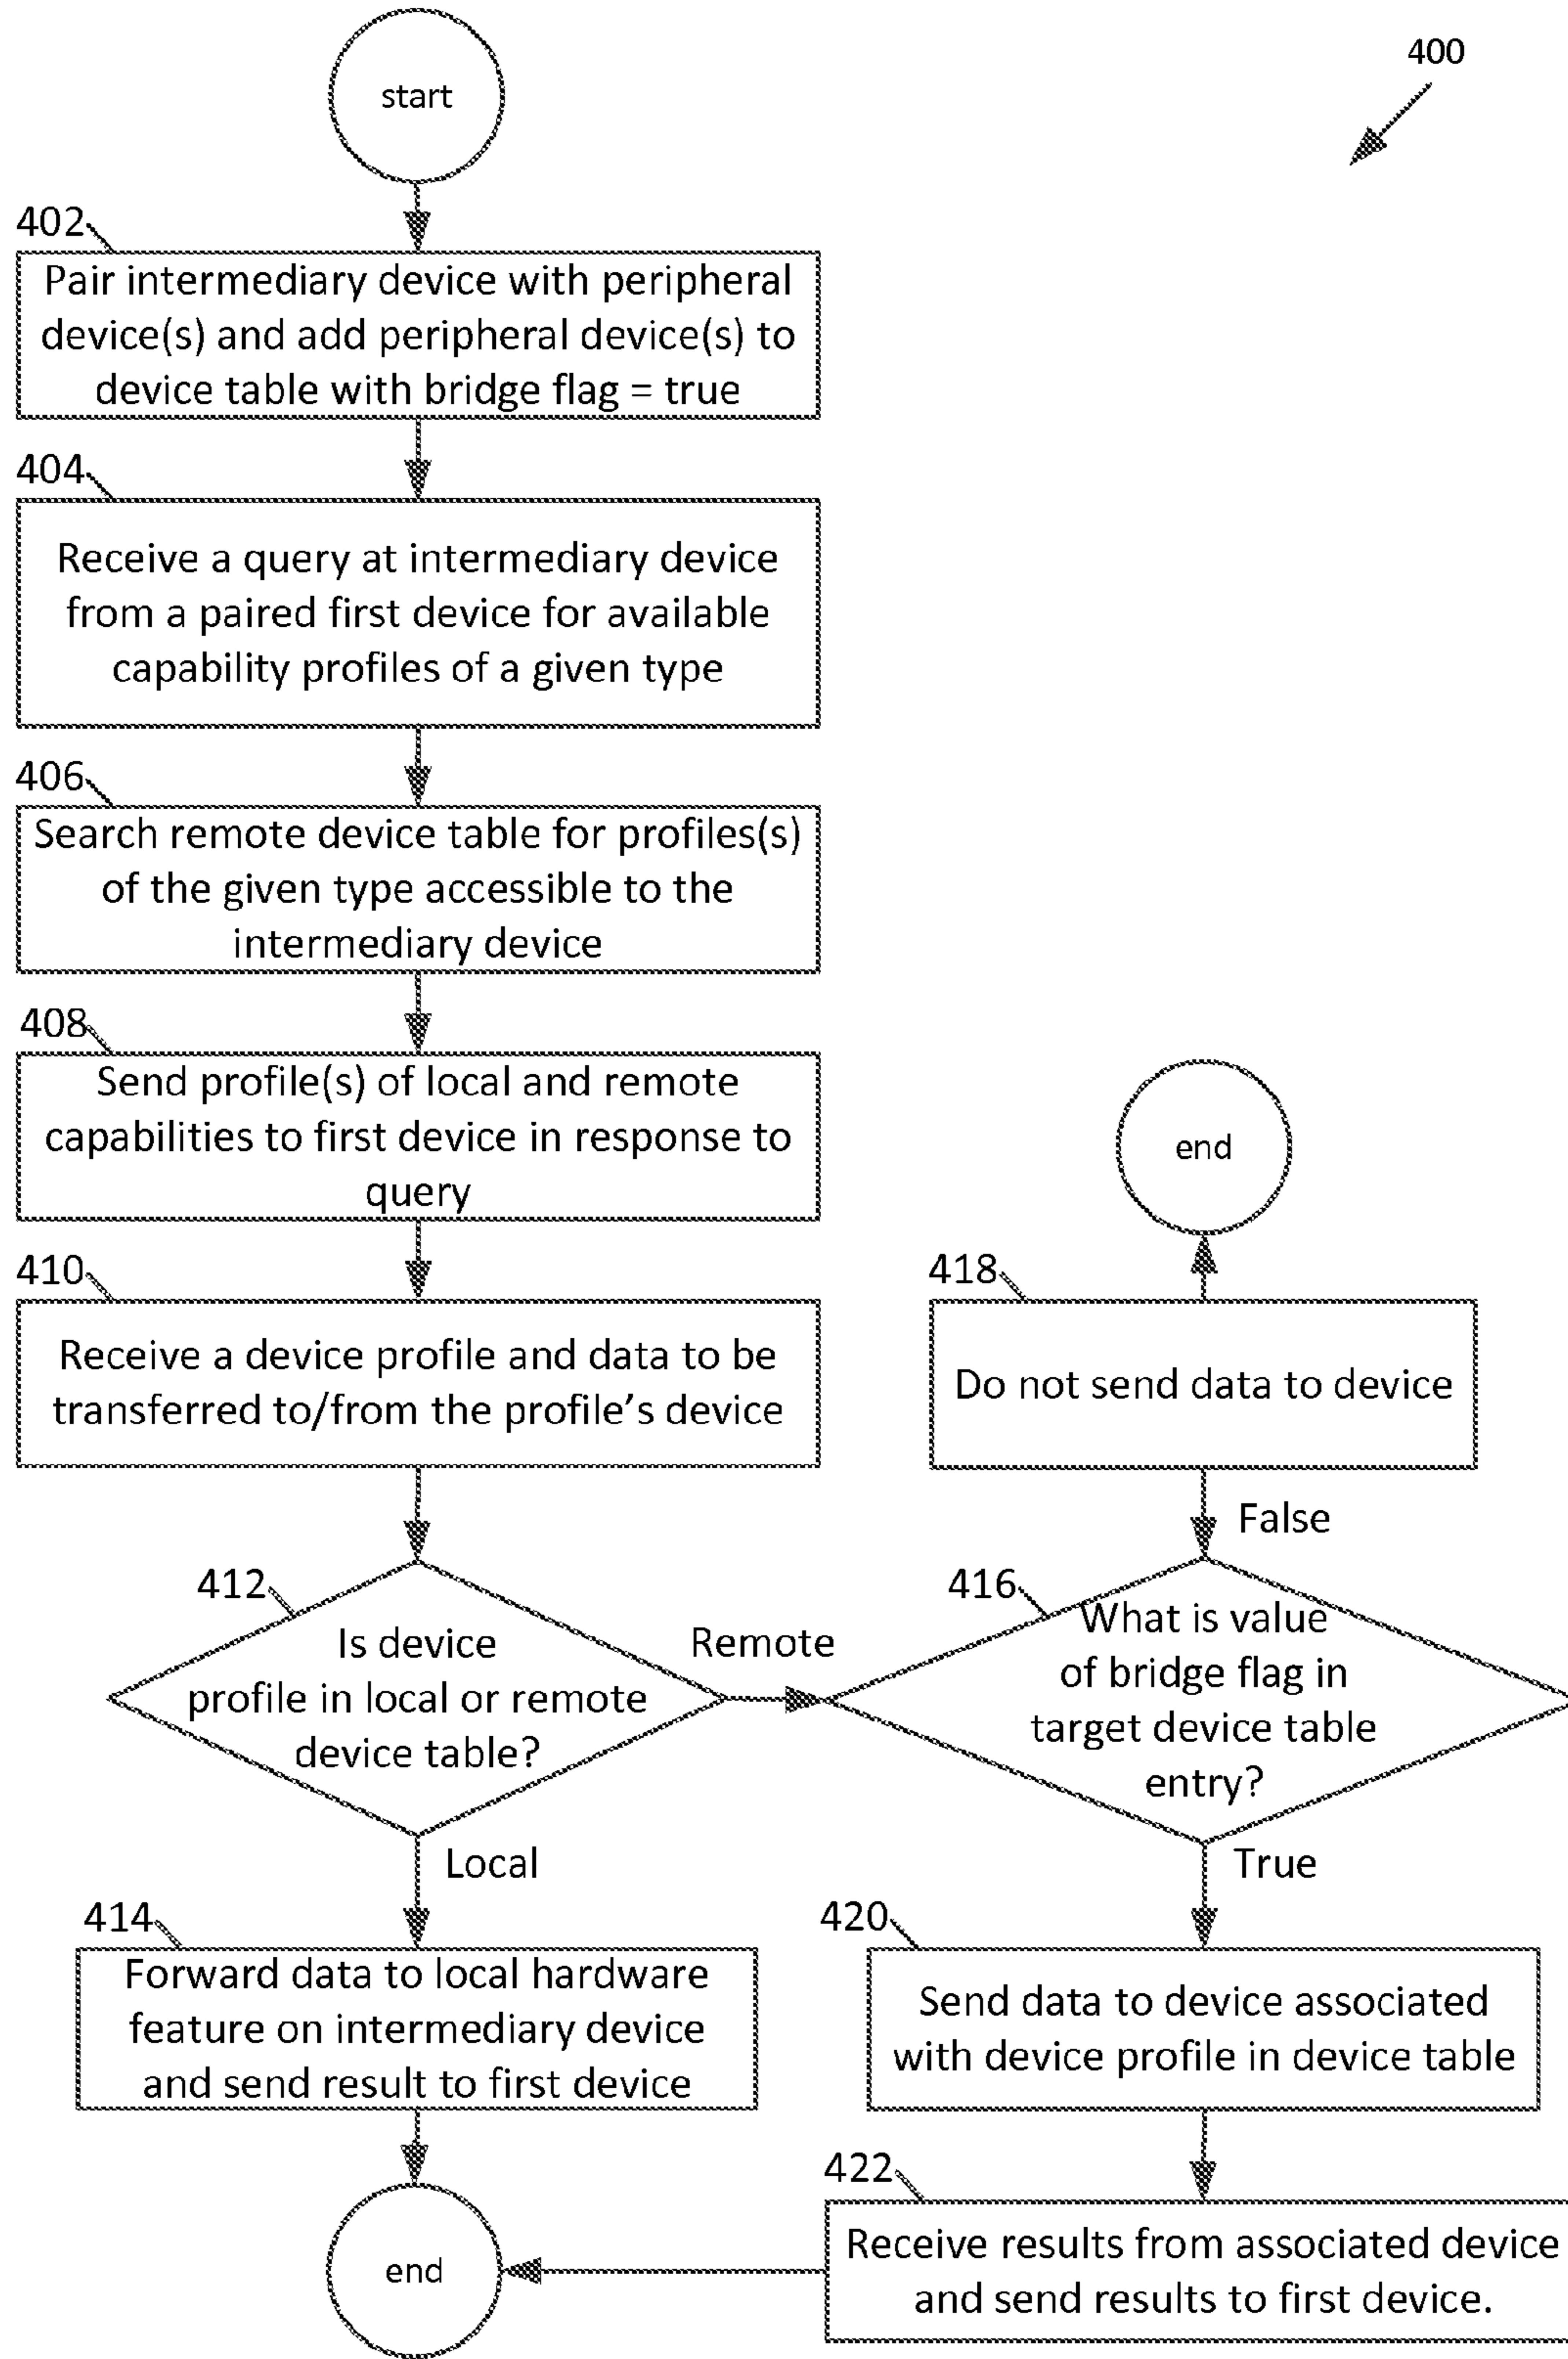 start
400
402
Pair intermediary device with peripheral
device(s) and add peripheral device(s) to
device table with bridge flag = true
404
Receive a query at intermediary device
from a paired first device for available
capability profiles of a given type
406
Search remote device table for profiles(s)
of the given type accessible to the
intermediary device
408
Send profile(s) of local and remote
capabilities to first device in response to
query
410
Receive a device profile and data to be
transferred to/from the profile's device
412
Is device
profile in local or remote
device table?
Remote
Local
414
Forward data to local hardware
feature on intermediary device
and send result to first device
end
end
418
Do not send data to device
False
416
What is value
of bridge flag in
target device table
entry?
True
420
Send data to device associated
with device profile in device table
422
Receive results from associated device
and send results to first device.